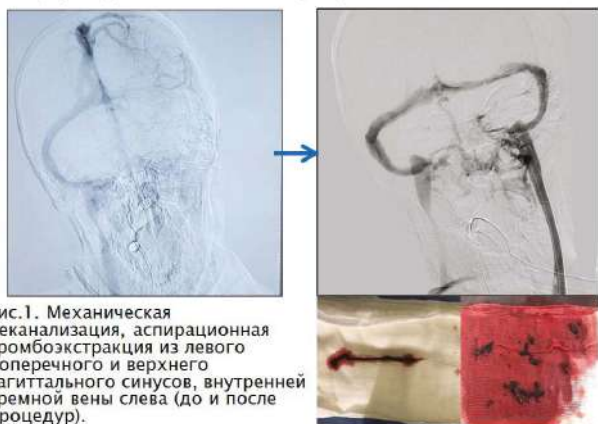 ис.1. Механическая
еканализация, аспирационная
ромбоэкстракция из левого
оперечного и верхнего
агиттального синусов, внутренней
ремной вены слева (до и после
роцедур).